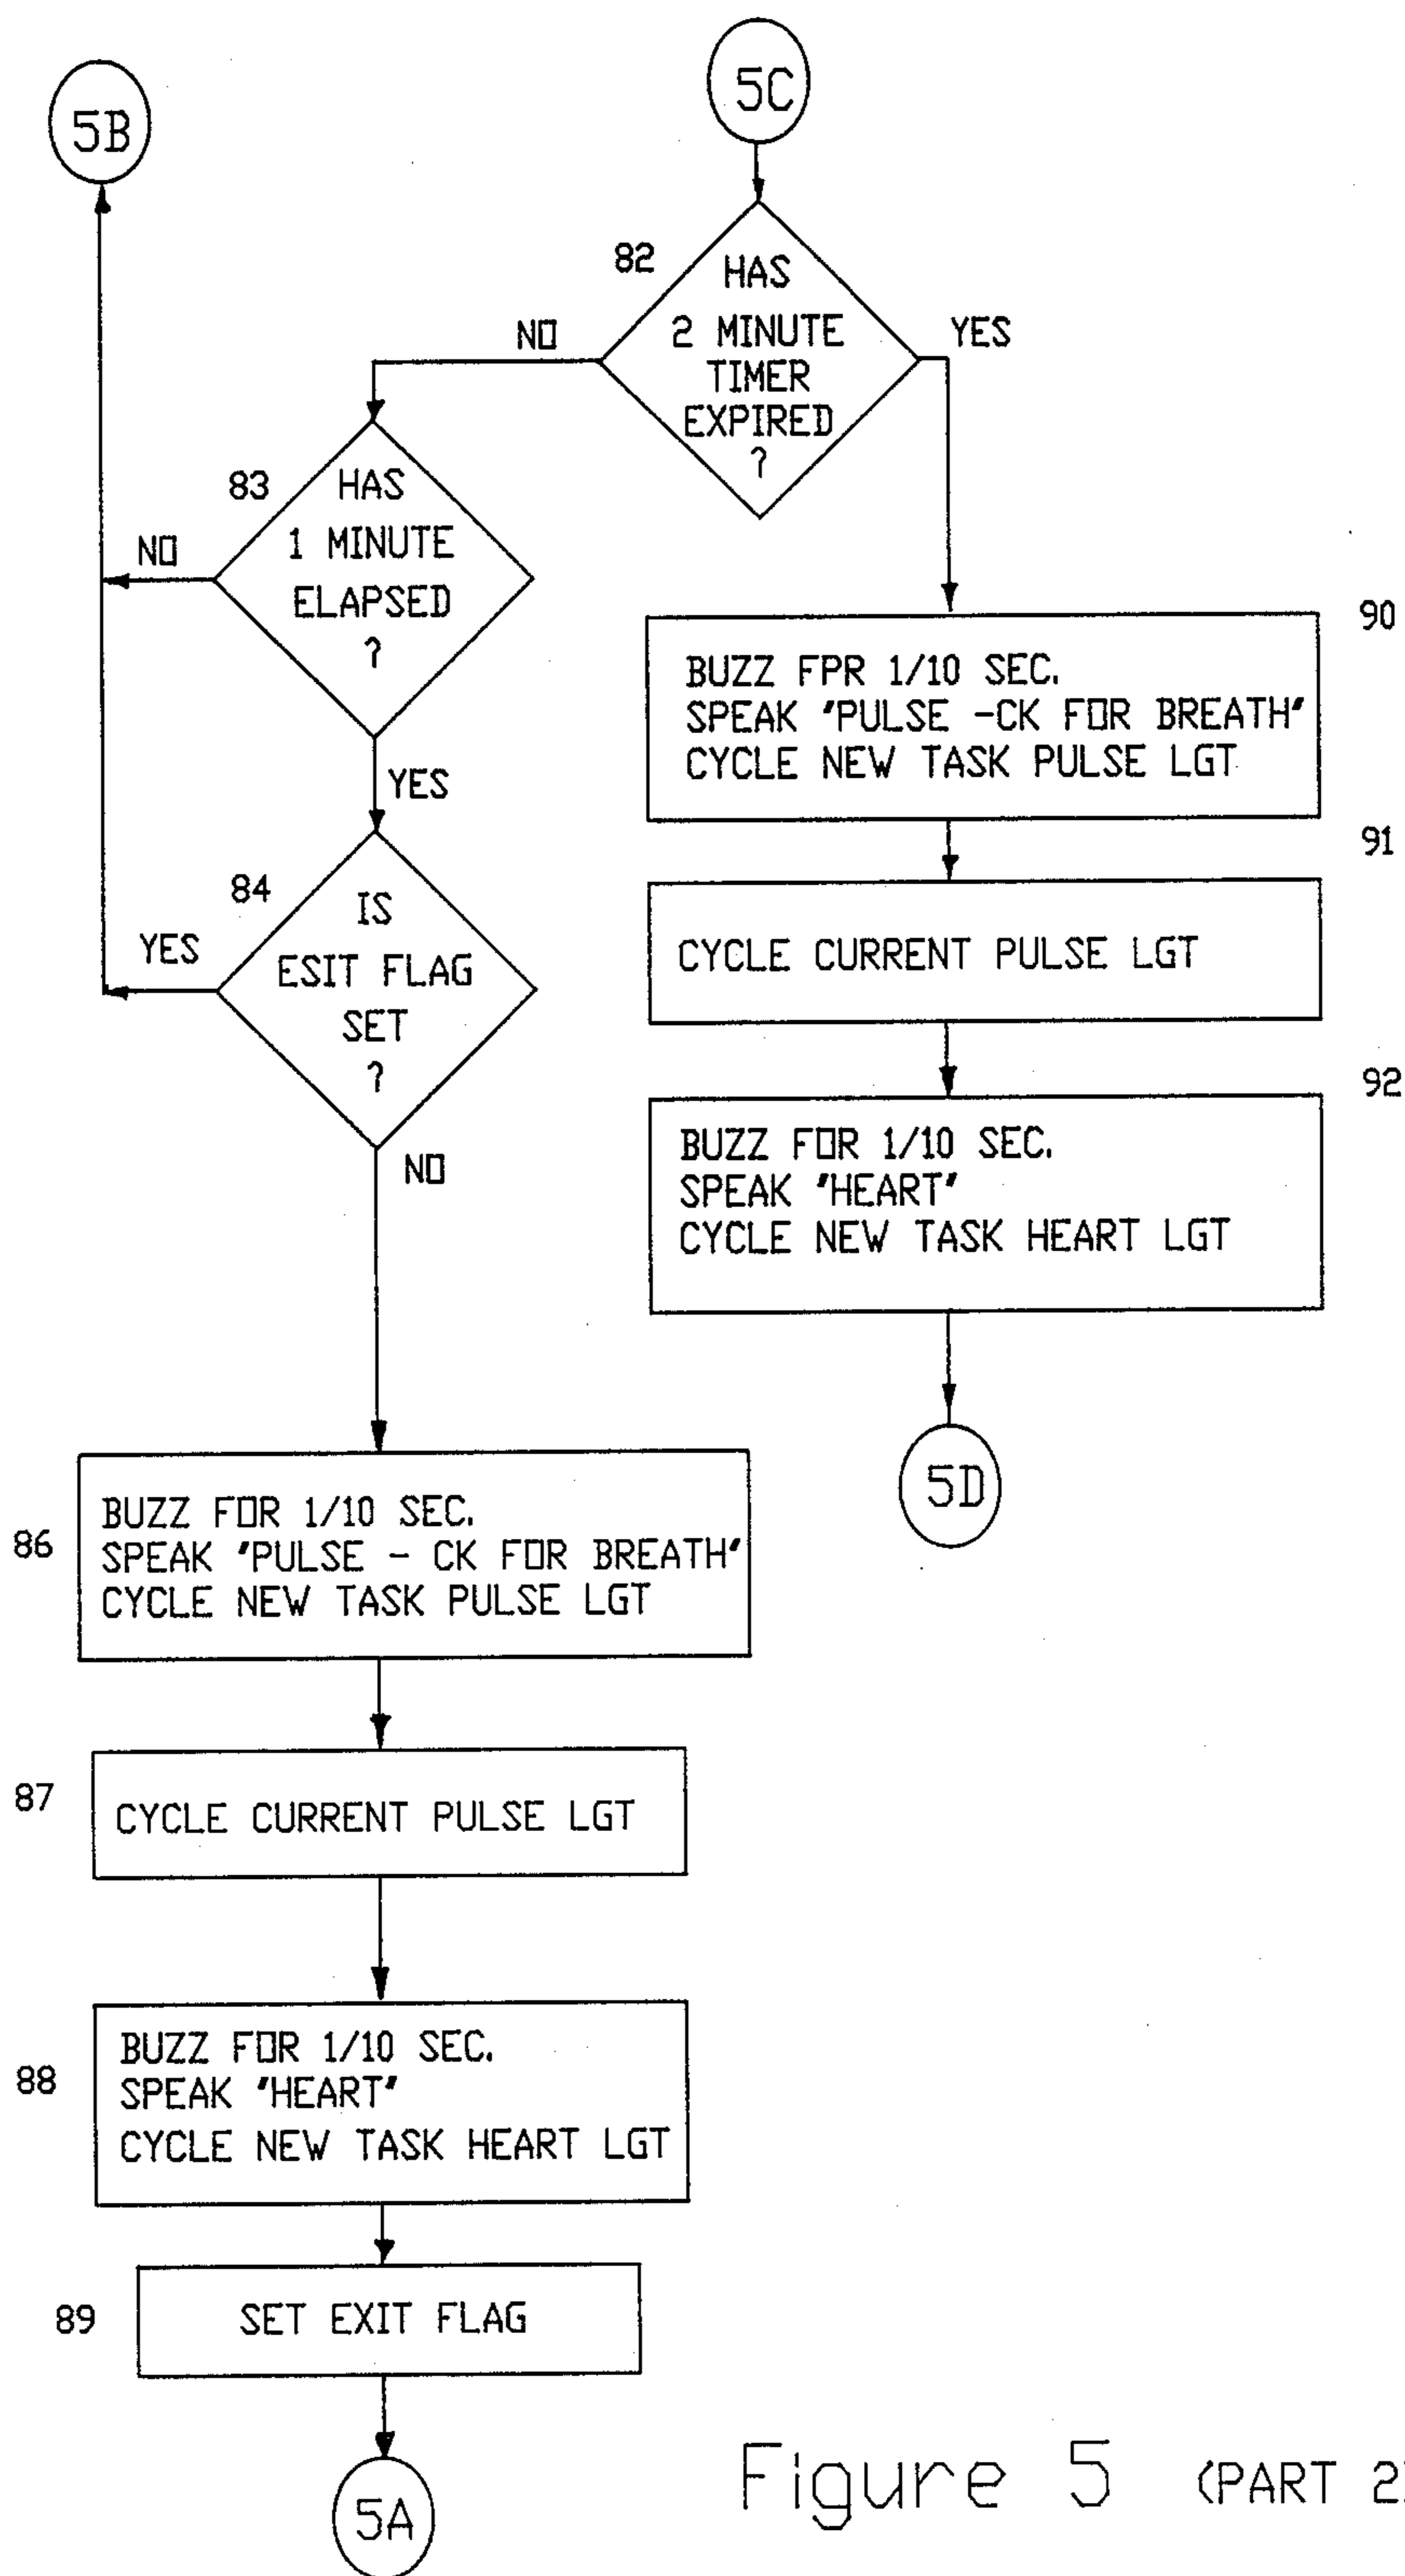 5C
5B
82
HAS
2 MINUTE
TIMER
EXPIRED
?
NO
YES
83
HAS
1 MINUTE
ELAPSED
?
NO
YES
84
IS
ESIT FLAG
SET
?
YES
NO
90
BUZZ FPR 1/10 SEC.
SPEAK "PULSE -CK FOR BREATH"
CYCLE NEW TASK PULSE LGT
91
CYCLE CURRENT PULSE LGT
92
BUZZ FOR 1/10 SEC.
SPEAK "HEART"
CYCLE NEW TASK HEART LGT
5D
86
BUZZ FOR 1/10 SEC.
SPEAK "PULSE - CK FOR BREATH"
CYCLE NEW TASK PULSE LGT
87
CYCLE CURRENT PULSE LGT
88
BUZZ FOR 1/10 SEC.
SPEAK "HEART"
CYCLE NEW TASK HEART LGT
89
SET EXIT FLAG
5A
Figure 5 (PART 2)